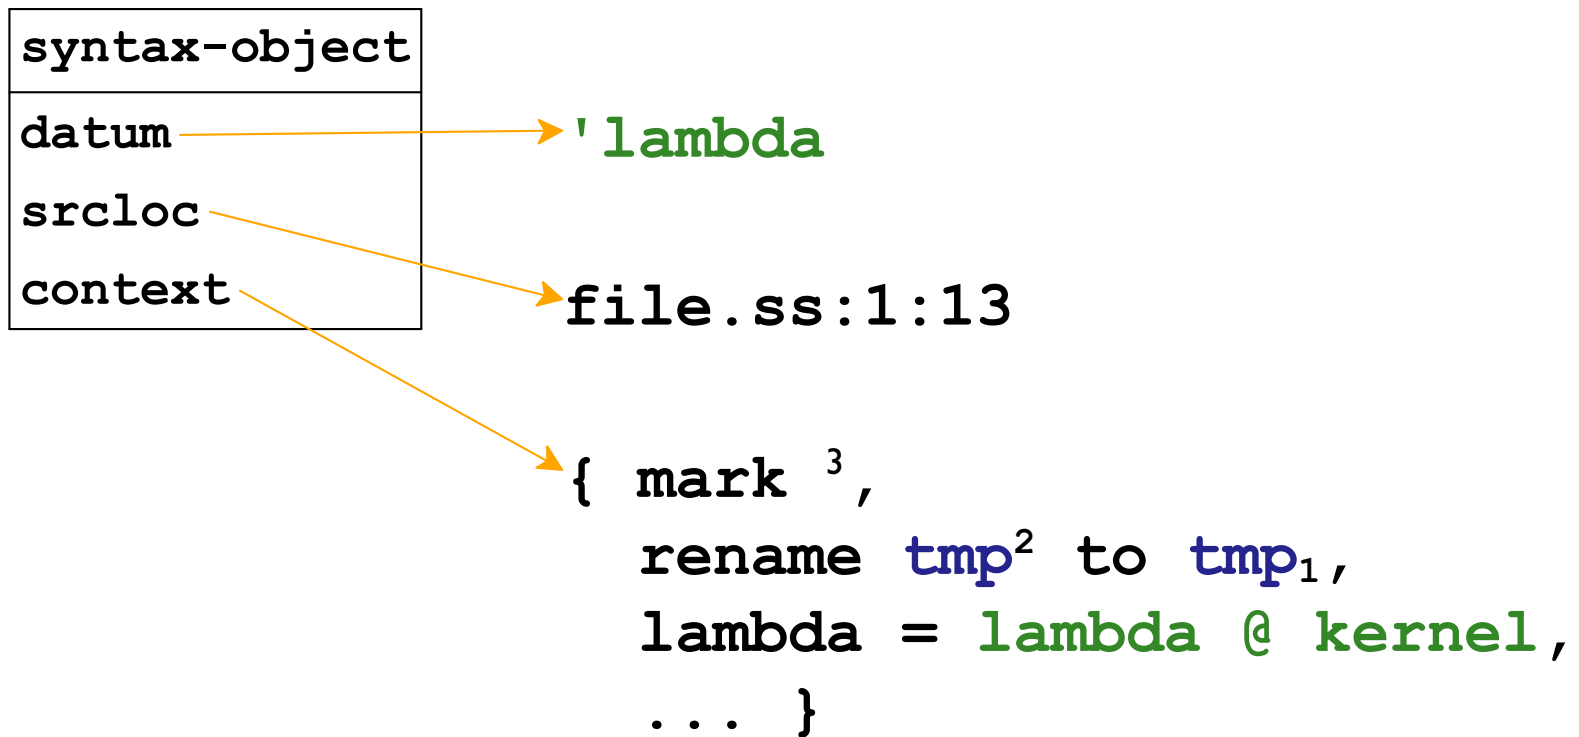 syntax-object
datum
'lambda
srcloc
file.ss:1:13
context
{ mark ³,
rename tmp² to tmp₁,
lambda = lambda @ kernel,
... }